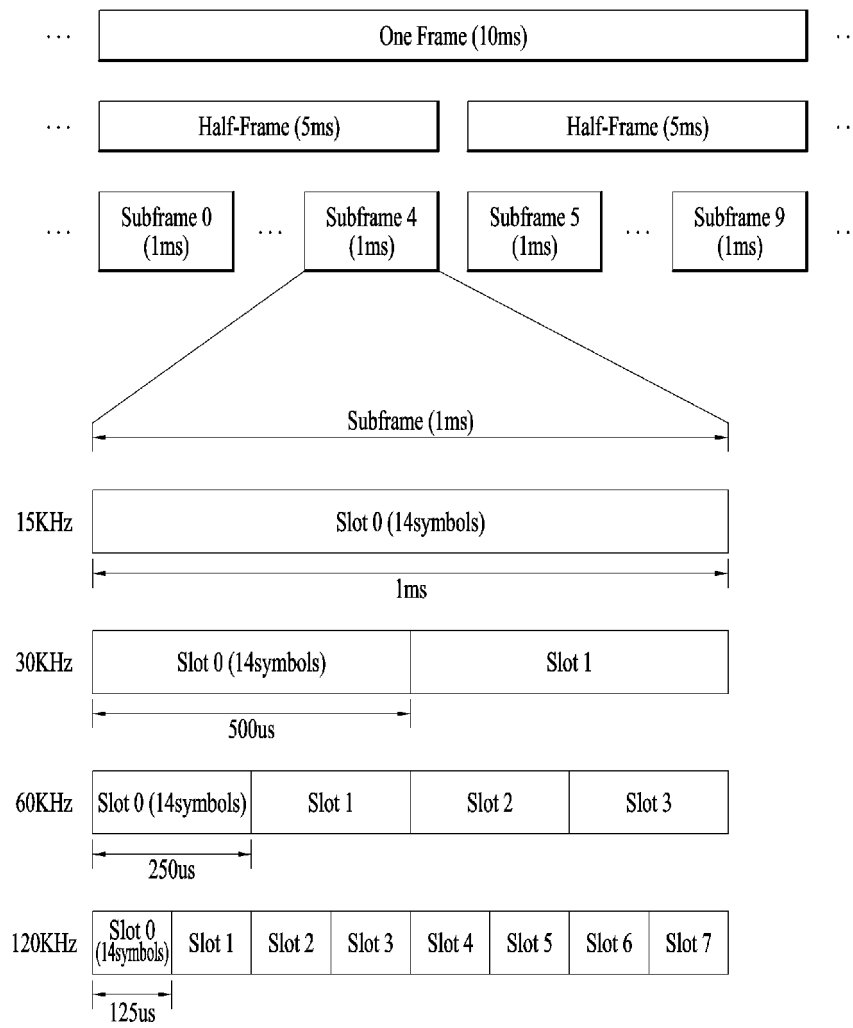 ... One Frame (10ms) ..
... Half-Frame (5ms) Half-Frame (5ms) ..
... Subframe 0 (1ms) ... Subframe 4 (1ms) Subframe 5 (1ms) ... Subframe 9 (1ms) ..
Subframe (1ms)
15KHz Slot 0 (14symbols)
1ms
30KHz Slot 0 (14symbols) Slot 1
500us
60KHz Slot 0 (14symbols) Slot 1 Slot 2 Slot 3
250us
120KHz Slot 0 (14symbols) Slot 1 Slot 2 Slot 3 Slot 4 Slot 5 Slot 6 Slot 7
125us